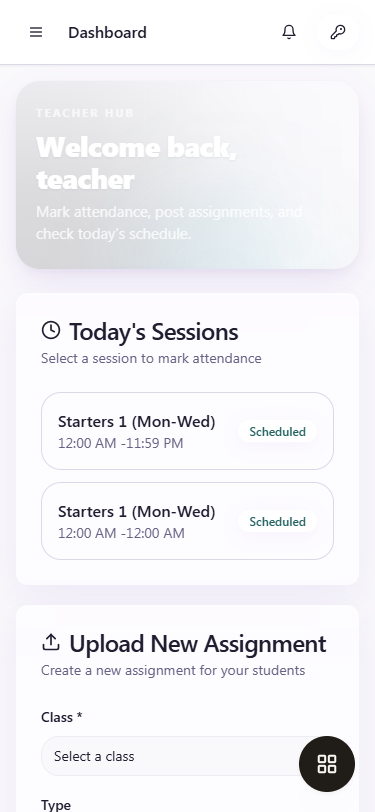 Dashboard
TEACHER HUB
Welcome back,
teacher
Mark attendance, post assignments, and
check today's schedule.
Today's Sessions
Select a session to mark attendance
Starters 1 (Mon-Wed)
12:00 AM -11:59 PM
Scheduled
Starters 1 (Mon-Wed)
12:00 AM -12:00 AM
Scheduled
Upload New Assignment
Create a new assignment for your students
Class *
Select a class
Type